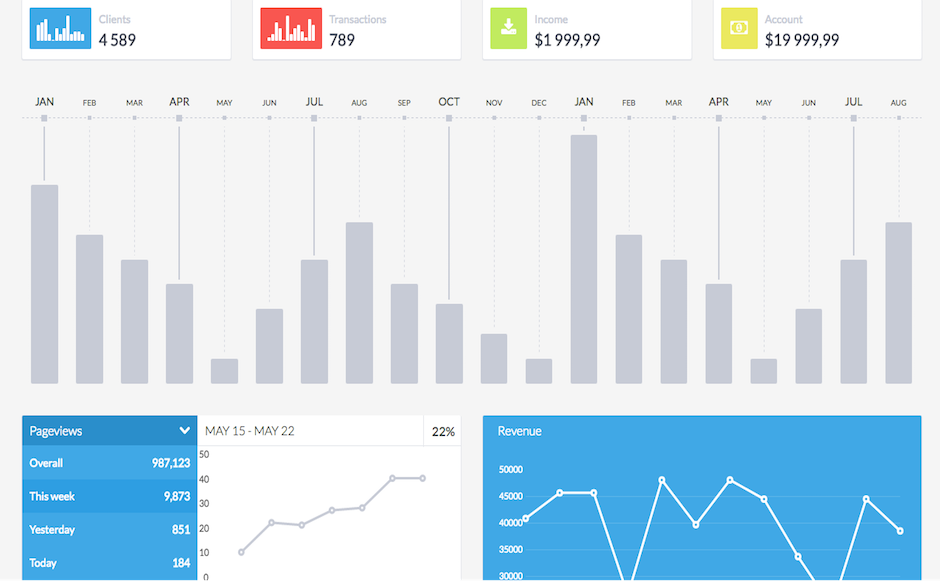 Clients
4 589
Transactions
789
Income
$1 999,99
Account
$19 999,99
JAN FEB MAR APR MAY JUN JUL AUG SEP OCT NOV DEC JAN FEB MAR APR MAY JUN JUL AUG
Pageviews
Overall 987,123
This week 9,873
Yesterday 851
Today 184
MAY 15 - MAY 22 22%
50
40
30
20
10
0
Revenue
50000
45000
40000
35000
30000